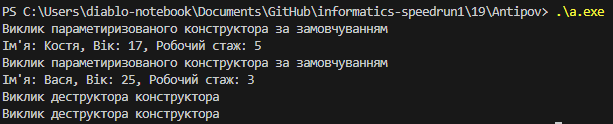 PS C:\Users\diablo-notebook\Documents\GitHub\informatics-speedrun1\19\Antipov> .\a.exe
Виклик параметиризованого конструктора за замовчуванням
Ім'я: Костя, Вік: 17, Робочий стаж: 5
Виклик параметиризованого конструктора за замовчуванням
Ім'я: Вася, Вік: 25, Робочий стаж: 3
Виклик деструктора конструктора
Виклик деструктора конструктора